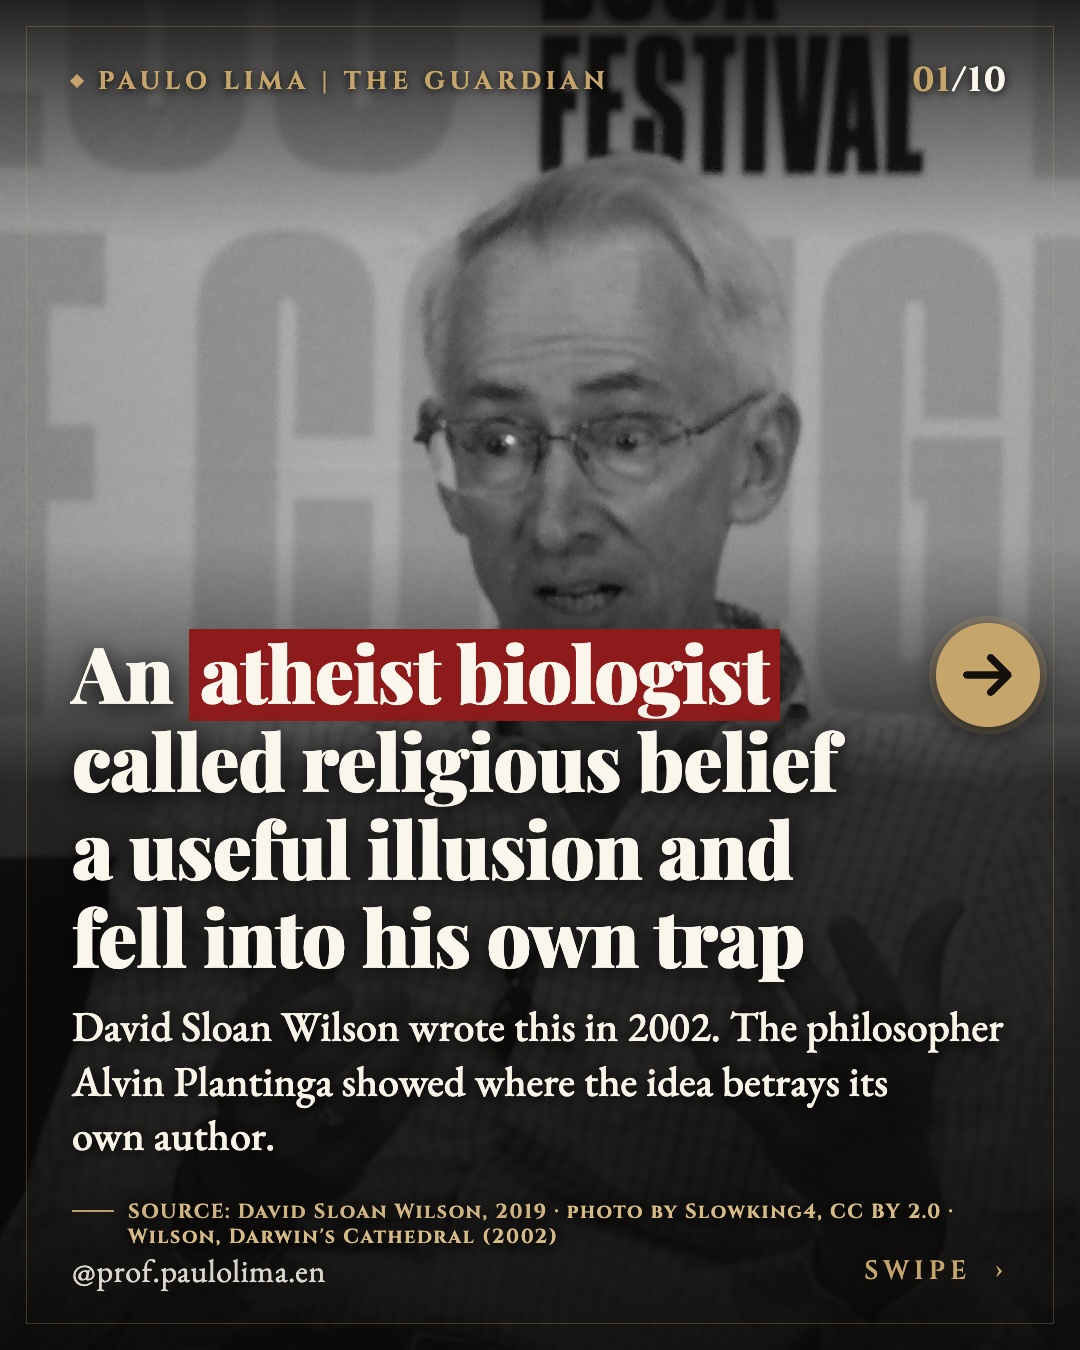 BOOK
FESTIVAL
◆ PAULO LIMA | THE GUARDIAN
01/10
An atheist biologist
called religious belief
a useful illusion and
fell into his own trap
David Sloan Wilson wrote this in 2002. The philosopher
Alvin Plantinga showed where the idea betrays its
own author.
SOURCE: DAVID SLOAN WILSON, 2019 · PHOTO BY SLOWKING4, CC BY 2.0 ·
WILSON, DARWIN'S CATHEDRAL (2002)
@prof.paulolima.en
SWIPE ›